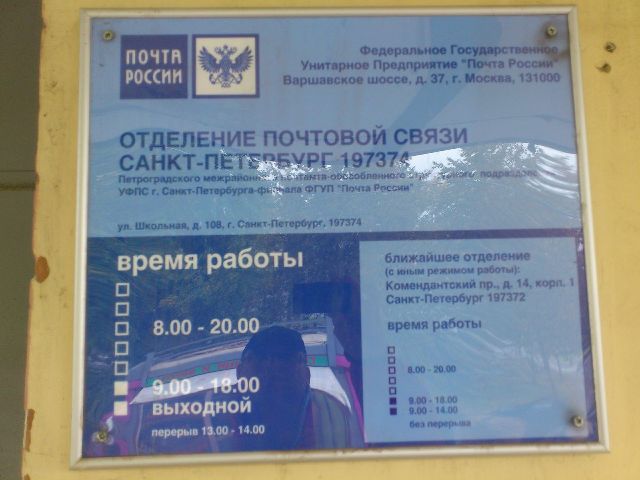 ПОЧТА
РОССИИ
Федеральное Государственное
Унитарное Предприятие "Почта России"
Варшавское шоссе, д. 37, г. Москва, 131000
ОТДЕЛЕНИЕ ПОЧТОВОЙ СВЯЗИ
САНКТ-ПЕТЕРБУРГ 197374
Петроградского
УФПС г. Санкт-Петербурга-филиала ФГУП "Почта России"
ул. Школьная, д. 108, г. Санкт-Петербург, 197374
время работы
8.00 - 20.00
9.00 - 18.00
выходной
перерыв 13.00 - 14.00
ближайшее отделение
(с иным режимом работы):
Комендантский пр., д. 14, корп. 1
Санкт-Петербург 197372
время работы
8.00 - 20.00
9.00 - 18.00
9.00 - 14.00
без перерыва